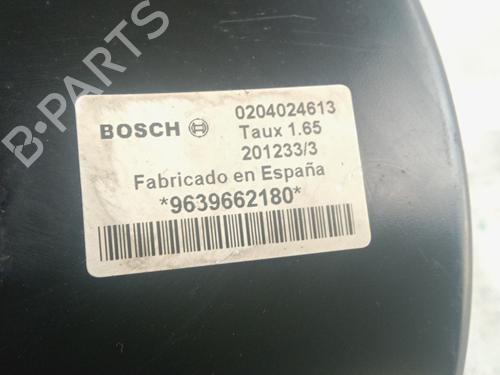 BOSCH
0204024613
Taux 1.65
201233/3
Fabricado en España
*9639662180*
B-PARTS